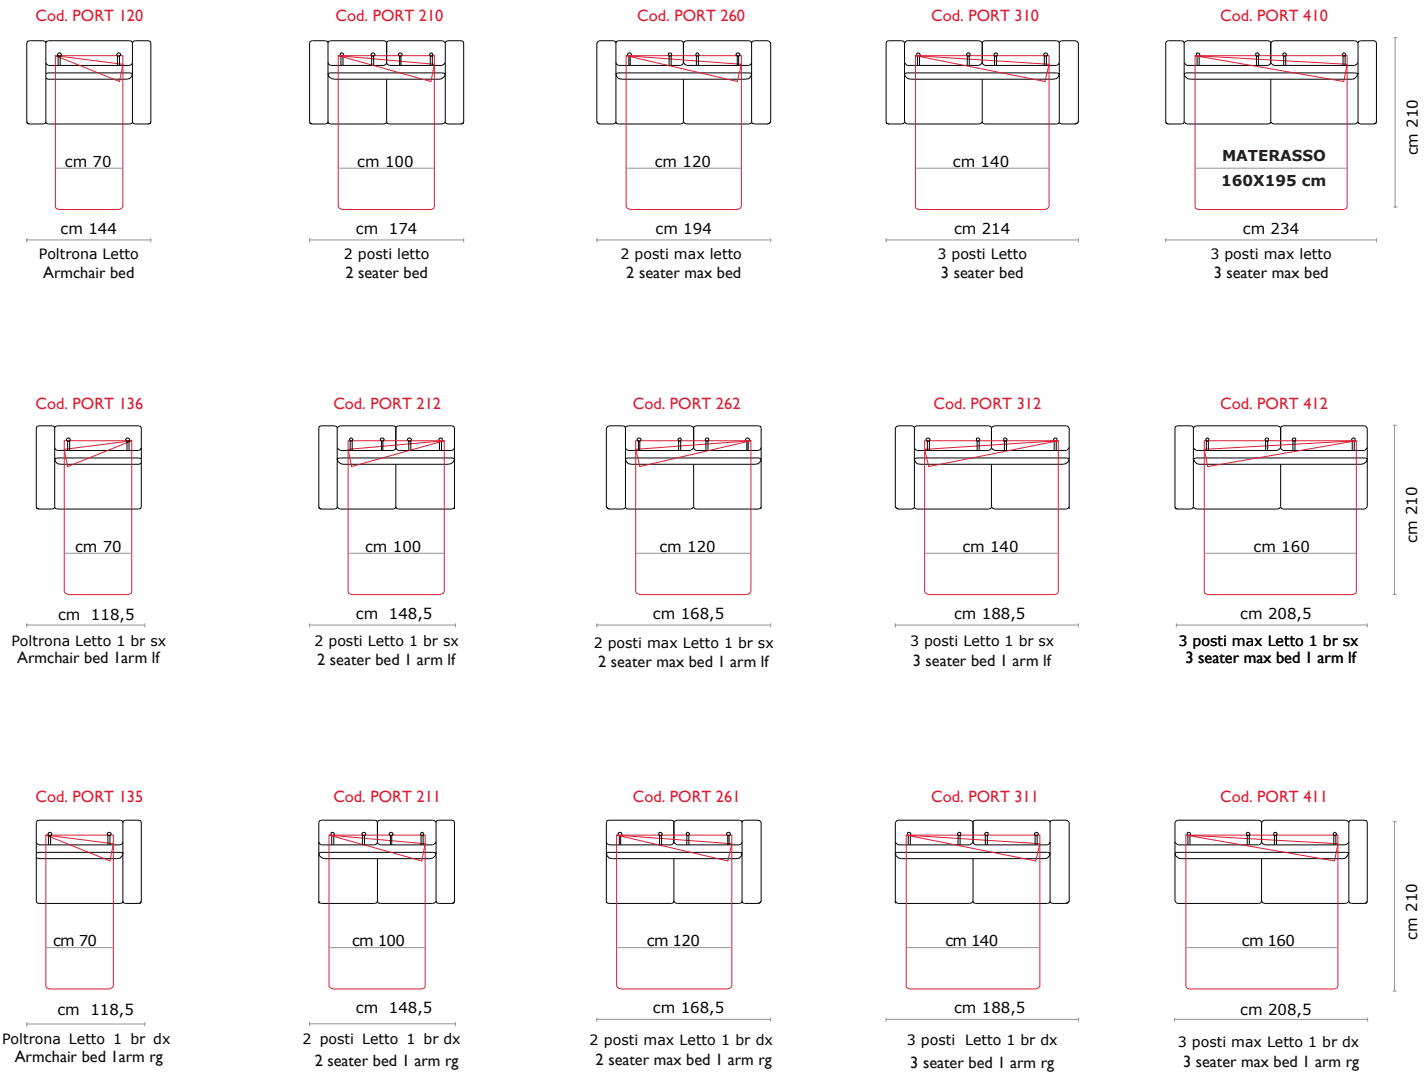 Cod. PORT 120
cm 70
cm 144
Poltrona Letto
Armchair bed
Cod. PORT 210
cm 100
cm 174
2 posti letto
2 seater bed
Cod. PORT 260
cm 120
cm 194
2 posti max letto
2 seater max bed
Cod. PORT 310
cm 140
cm 214
3 posti Letto
3 seater bed
Cod. PORT 410
MATERASSO
160X195 cm
cm 234
3 posti max letto
3 seater max bed
cm 210
Cod. PORT 136
cm 70
cm 118,5
Poltrona Letto 1 br sx
Armchair bed 1arm lf
Cod. PORT 212
cm 100
cm 148,5
2 posti Letto 1 br sx
2 seater bed 1 arm lf
Cod. PORT 262
cm 120
cm 168,5
2 posti max Letto 1 br sx
2 seater max bed 1 arm lf
Cod. PORT 312
cm 140
cm 188,5
3 posti Letto 1 br sx
3 seater bed 1 arm lf
Cod. PORT 412
cm 160
cm 208,5
3 posti max Letto 1 br sx
3 seater max bed 1 arm lf
cm 210
Cod. PORT 135
cm 70
cm 118,5
Poltrona Letto 1 br dx
Armchair bed 1arm rg
Cod. PORT 211
cm 100
cm 148,5
2 posti Letto 1 br dx
2 seater bed 1 arm rg
Cod. PORT 261
cm 120
cm 168,5
2 posti max Letto 1 br dx
2 seater max bed 1 arm rg
Cod. PORT 311
cm 140
cm 188,5
3 posti Letto 1 br dx
3 seater bed 1 arm rg
Cod. PORT 411
cm 160
cm 208,5
3 posti max Letto 1 br dx
3 seater max bed 1 arm rg
cm 210